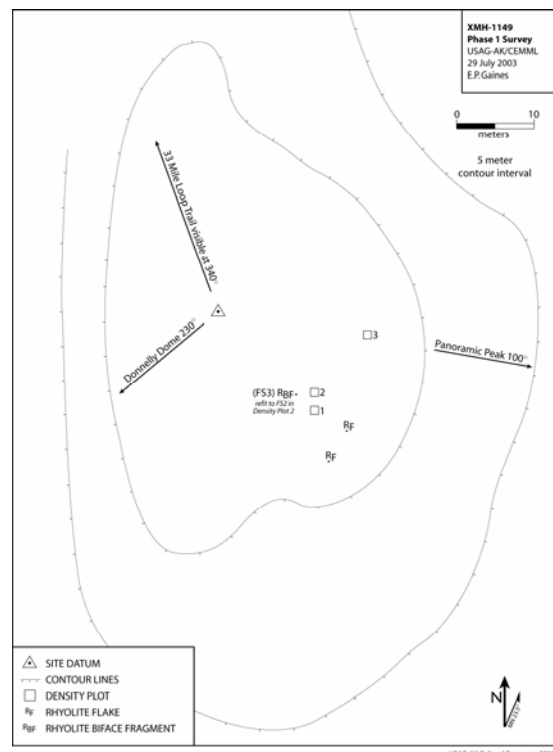 XMH-1149
Phase 1 Survey
USAG-AK/CEMML
29 July 2003
E.P. Gaines
0 10
meters
5 meter
contour interval
33 Mile Loop Trail visible at 340°
Donnelly Dome 230°
3
Panoramic Peak 100°
(FS3) RBF
refit to FS2 in
Density Plot 2
2
1
RF
RF
SITE DATUM
CONTOUR LINES
DENSITY PLOT
RF RHYOLITE FLAKE
RBF RHYOLITE BIFACE FRAGMENT
N